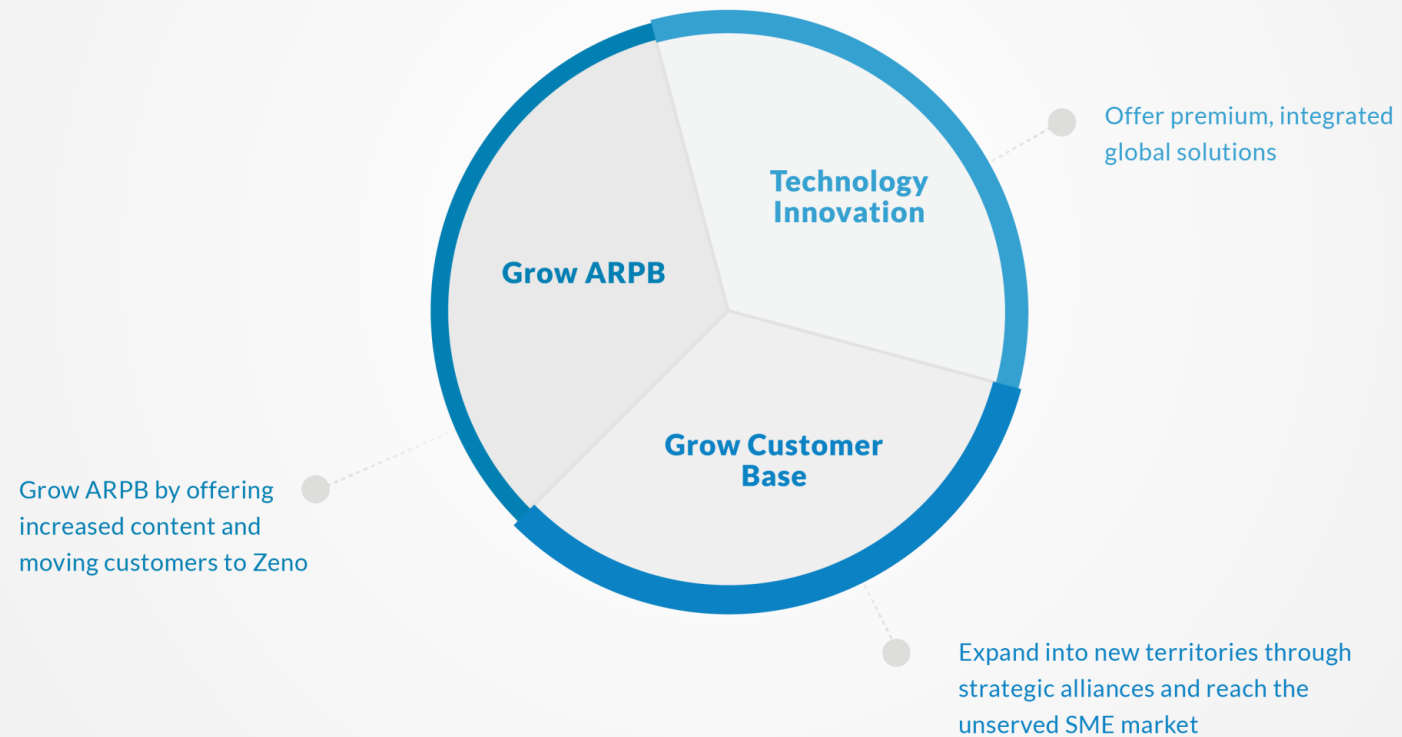 Offer premium, integrated
global solutions
Technology
Innovation
Grow ARPB
Grow Customer
Base
Grow ARPB by offering
increased content and
moving customers to Zeno
Expand into new territories through
strategic alliances and reach the
unserved SME market